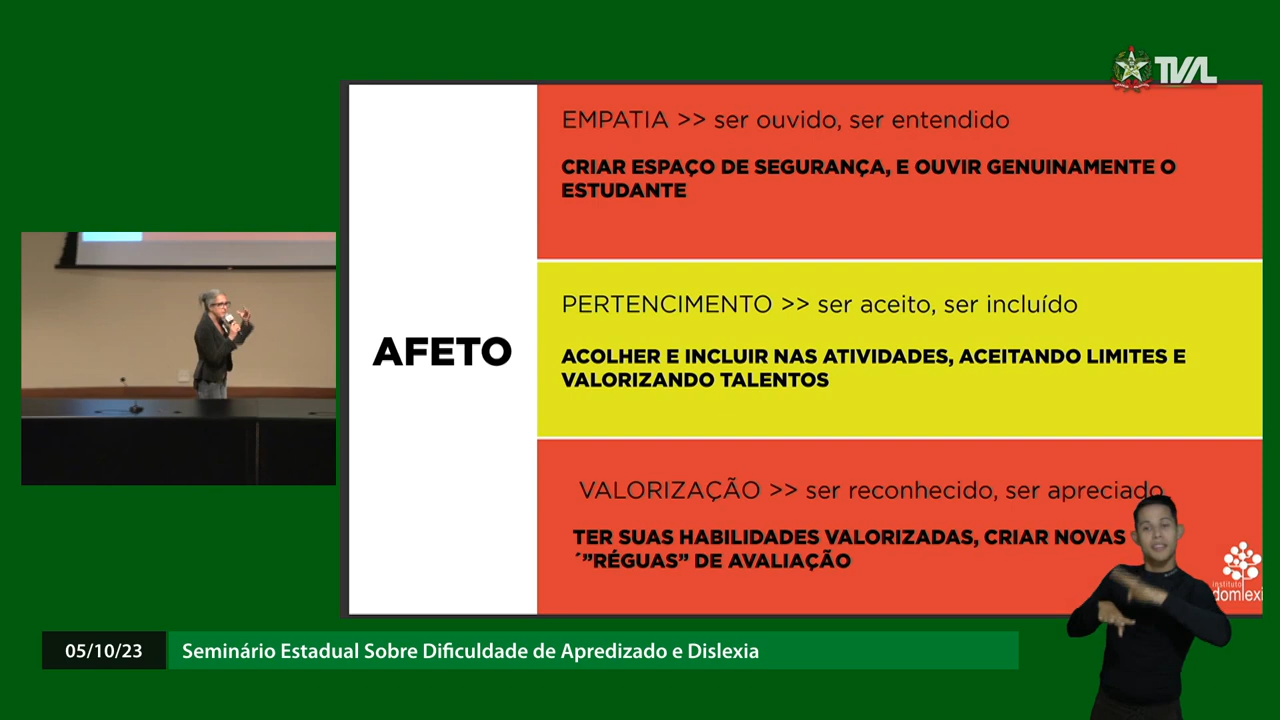 TVAL
EMPATIA >> ser ouvido, ser entendido
CRIAR ESPAÇO DE SEGURANÇA, E OUVIR GENUINAMENTE O
ESTUDANTE
AFETO
PERTENCIMENTO >> ser aceito, ser incluído
ACOLHER E INCLUIR NAS ATIVIDADES, ACEITANDO LIMITES E
VALORIZANDO TALENTOS
VALORIZAÇÃO >> ser reconhecido, ser apreciado
TER SUAS HABILIDADES VALORIZADAS, CRIAR NOVAS
´”RÉGUAS” DE AVALIAÇÃO
instituto
domlexi
05/10/23
Seminário Estadual Sobre Dificuldade de Apredizado e Dislexia